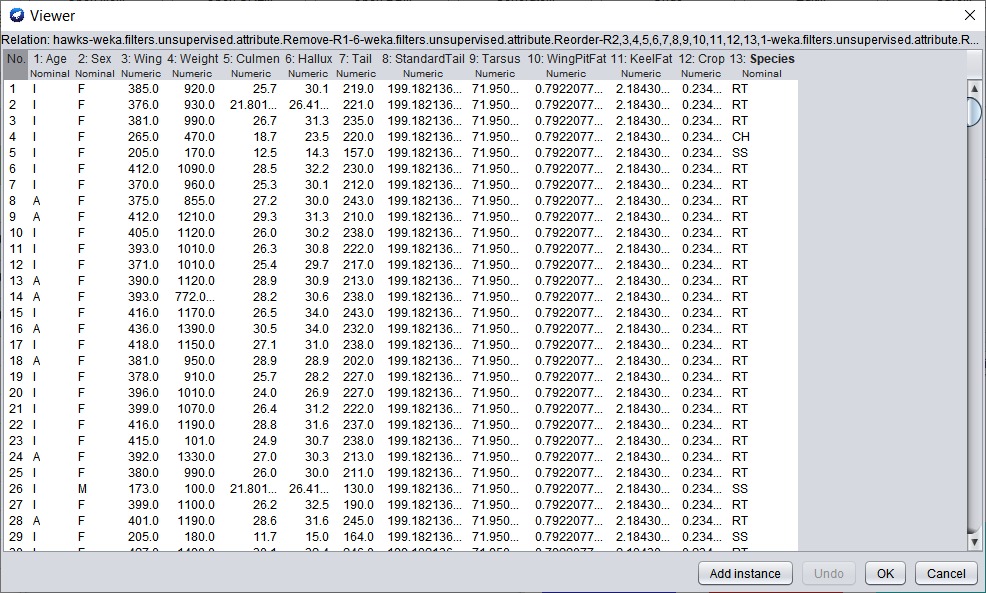 Viewer
Relation: hawks-weka.filters.unsupervised.attribute.Remove-R1-6-weka.filters.unsupervised.attribute.Reorder-R2,3,4,5,6,7,8,9,10,11,12,13,1-weka.filters.unsupervised.attribute.R...
No. 1: Age 2: Sex 3: Wing 4: Weight 5: Culmen 6: Hallux 7: Tail 8: StandardTail 9: Tarsus 10: WingPitFat 11: KeelFat 12: Crop 13: Species
Nominal Nominal Numeric Numeric Numeric Numeric Numeric Numeric Numeric Numeric Numeric Numeric Nominal
1 I F 385.0 920.0 25.7 30.1 219.0 199.182136... 71.950... 0.7922077... 2.18430... 0.234... RT
2 I F 376.0 930.0 21.801... 26.41... 221.0 199.182136... 71.950... 0.7922077... 2.18430... 0.234... RT
3 I F 381.0 990.0 26.7 31.3 235.0 199.182136... 71.950... 0.7922077... 2.18430... 0.234... RT
4 I F 265.0 470.0 18.7 23.5 220.0 199.182136... 71.950... 0.7922077... 2.18430... 0.234... CH
5 I F 205.0 170.0 12.5 14.3 157.0 199.182136... 71.950... 0.7922077... 2.18430... 0.234... SS
6 I F 412.0 1090.0 28.5 32.2 230.0 199.182136... 71.950... 0.7922077... 2.18430... 0.234... RT
7 I F 370.0 960.0 25.3 30.1 212.0 199.182136... 71.950... 0.7922077... 2.18430... 0.234... RT
8 A F 375.0 855.0 27.2 30.0 243.0 199.182136... 71.950... 0.7922077... 2.18430... 0.234... RT
9 A F 412.0 1210.0 29.3 31.3 210.0 199.182136... 71.950... 0.7922077... 2.18430... 0.234... RT
10 I F 405.0 1120.0 26.0 30.2 238.0 199.182136... 71.950... 0.7922077... 2.18430... 0.234... RT
11 I F 393.0 1010.0 26.3 30.8 222.0 199.182136... 71.950... 0.7922077... 2.18430... 0.234... RT
12 I F 371.0 1010.0 25.4 29.7 217.0 199.182136... 71.950... 0.7922077... 2.18430... 0.234... RT
13 A F 390.0 1120.0 28.9 30.9 213.0 199.182136... 71.950... 0.7922077... 2.18430... 0.234... RT
14 A F 393.0 772.0... 28.2 30.6 238.0 199.182136... 71.950... 0.7922077... 2.18430... 0.234... RT
15 I F 416.0 1170.0 26.5 34.0 243.0 199.182136... 71.950... 0.7922077... 2.18430... 0.234... RT
16 A F 436.0 1390.0 30.5 34.0 232.0 199.182136... 71.950... 0.7922077... 2.18430... 0.234... RT
17 I F 418.0 1150.0 27.1 31.0 238.0 199.182136... 71.950... 0.7922077... 2.18430... 0.234... RT
18 A F 381.0 950.0 28.9 28.9 202.0 199.182136... 71.950... 0.7922077... 2.18430... 0.234... RT
19 I F 378.0 910.0 25.7 28.2 227.0 199.182136... 71.950... 0.7922077... 2.18430... 0.234... RT
20 I F 396.0 1010.0 24.0 26.9 227.0 199.182136... 71.950... 0.7922077... 2.18430... 0.234... RT
21 I F 399.0 1070.0 26.4 31.2 222.0 199.182136... 71.950... 0.7922077... 2.18430... 0.234... RT
22 I F 416.0 1190.0 28.8 31.6 237.0 199.182136... 71.950... 0.7922077... 2.18430... 0.234... RT
23 I F 415.0 101.0 24.9 30.7 238.0 199.182136... 71.950... 0.7922077... 2.18430... 0.234... RT
24 A F 392.0 1330.0 27.0 30.3 213.0 199.182136... 71.950... 0.7922077... 2.18430... 0.234... RT
25 I F 380.0 990.0 26.0 30.0 211.0 199.182136... 71.950... 0.7922077... 2.18430... 0.234... RT
26 I M 173.0 100.0 21.801... 26.41... 130.0 199.182136... 71.950... 0.7922077... 2.18430... 0.234... SS
27 I F 399.0 1100.0 26.2 32.5 190.0 199.182136... 71.950... 0.7922077... 2.18430... 0.234... RT
28 A F 401.0 1190.0 28.6 31.6 245.0 199.182136... 71.950... 0.7922077... 2.18430... 0.234... RT
29 I F 205.0 180.0 11.7 15.0 164.0 199.182136... 71.950... 0.7922077... 2.18430... 0.234... SS
Add instance Undo OK Cancel